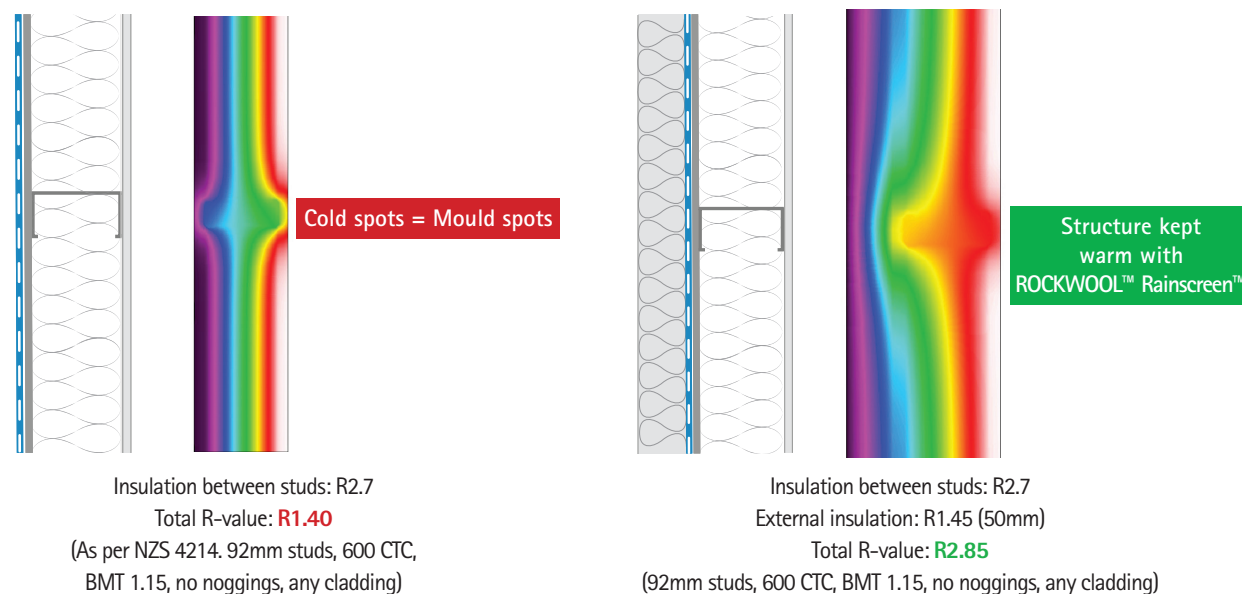 Cold spots = Mould spots
Insulation between studs: R2.7
Total R-value: R1.40
(As per NZS 4214. 92mm studs, 600 CTC,
BMT 1.15, no noggings, any cladding)
Structure kept
warm with
ROCKWOOL™ Rainscreen™
Insulation between studs: R2.7
External insulation: R1.45 (50mm)
Total R-value: R2.85
(92mm studs, 600 CTC, BMT 1.15, no noggings, any cladding)